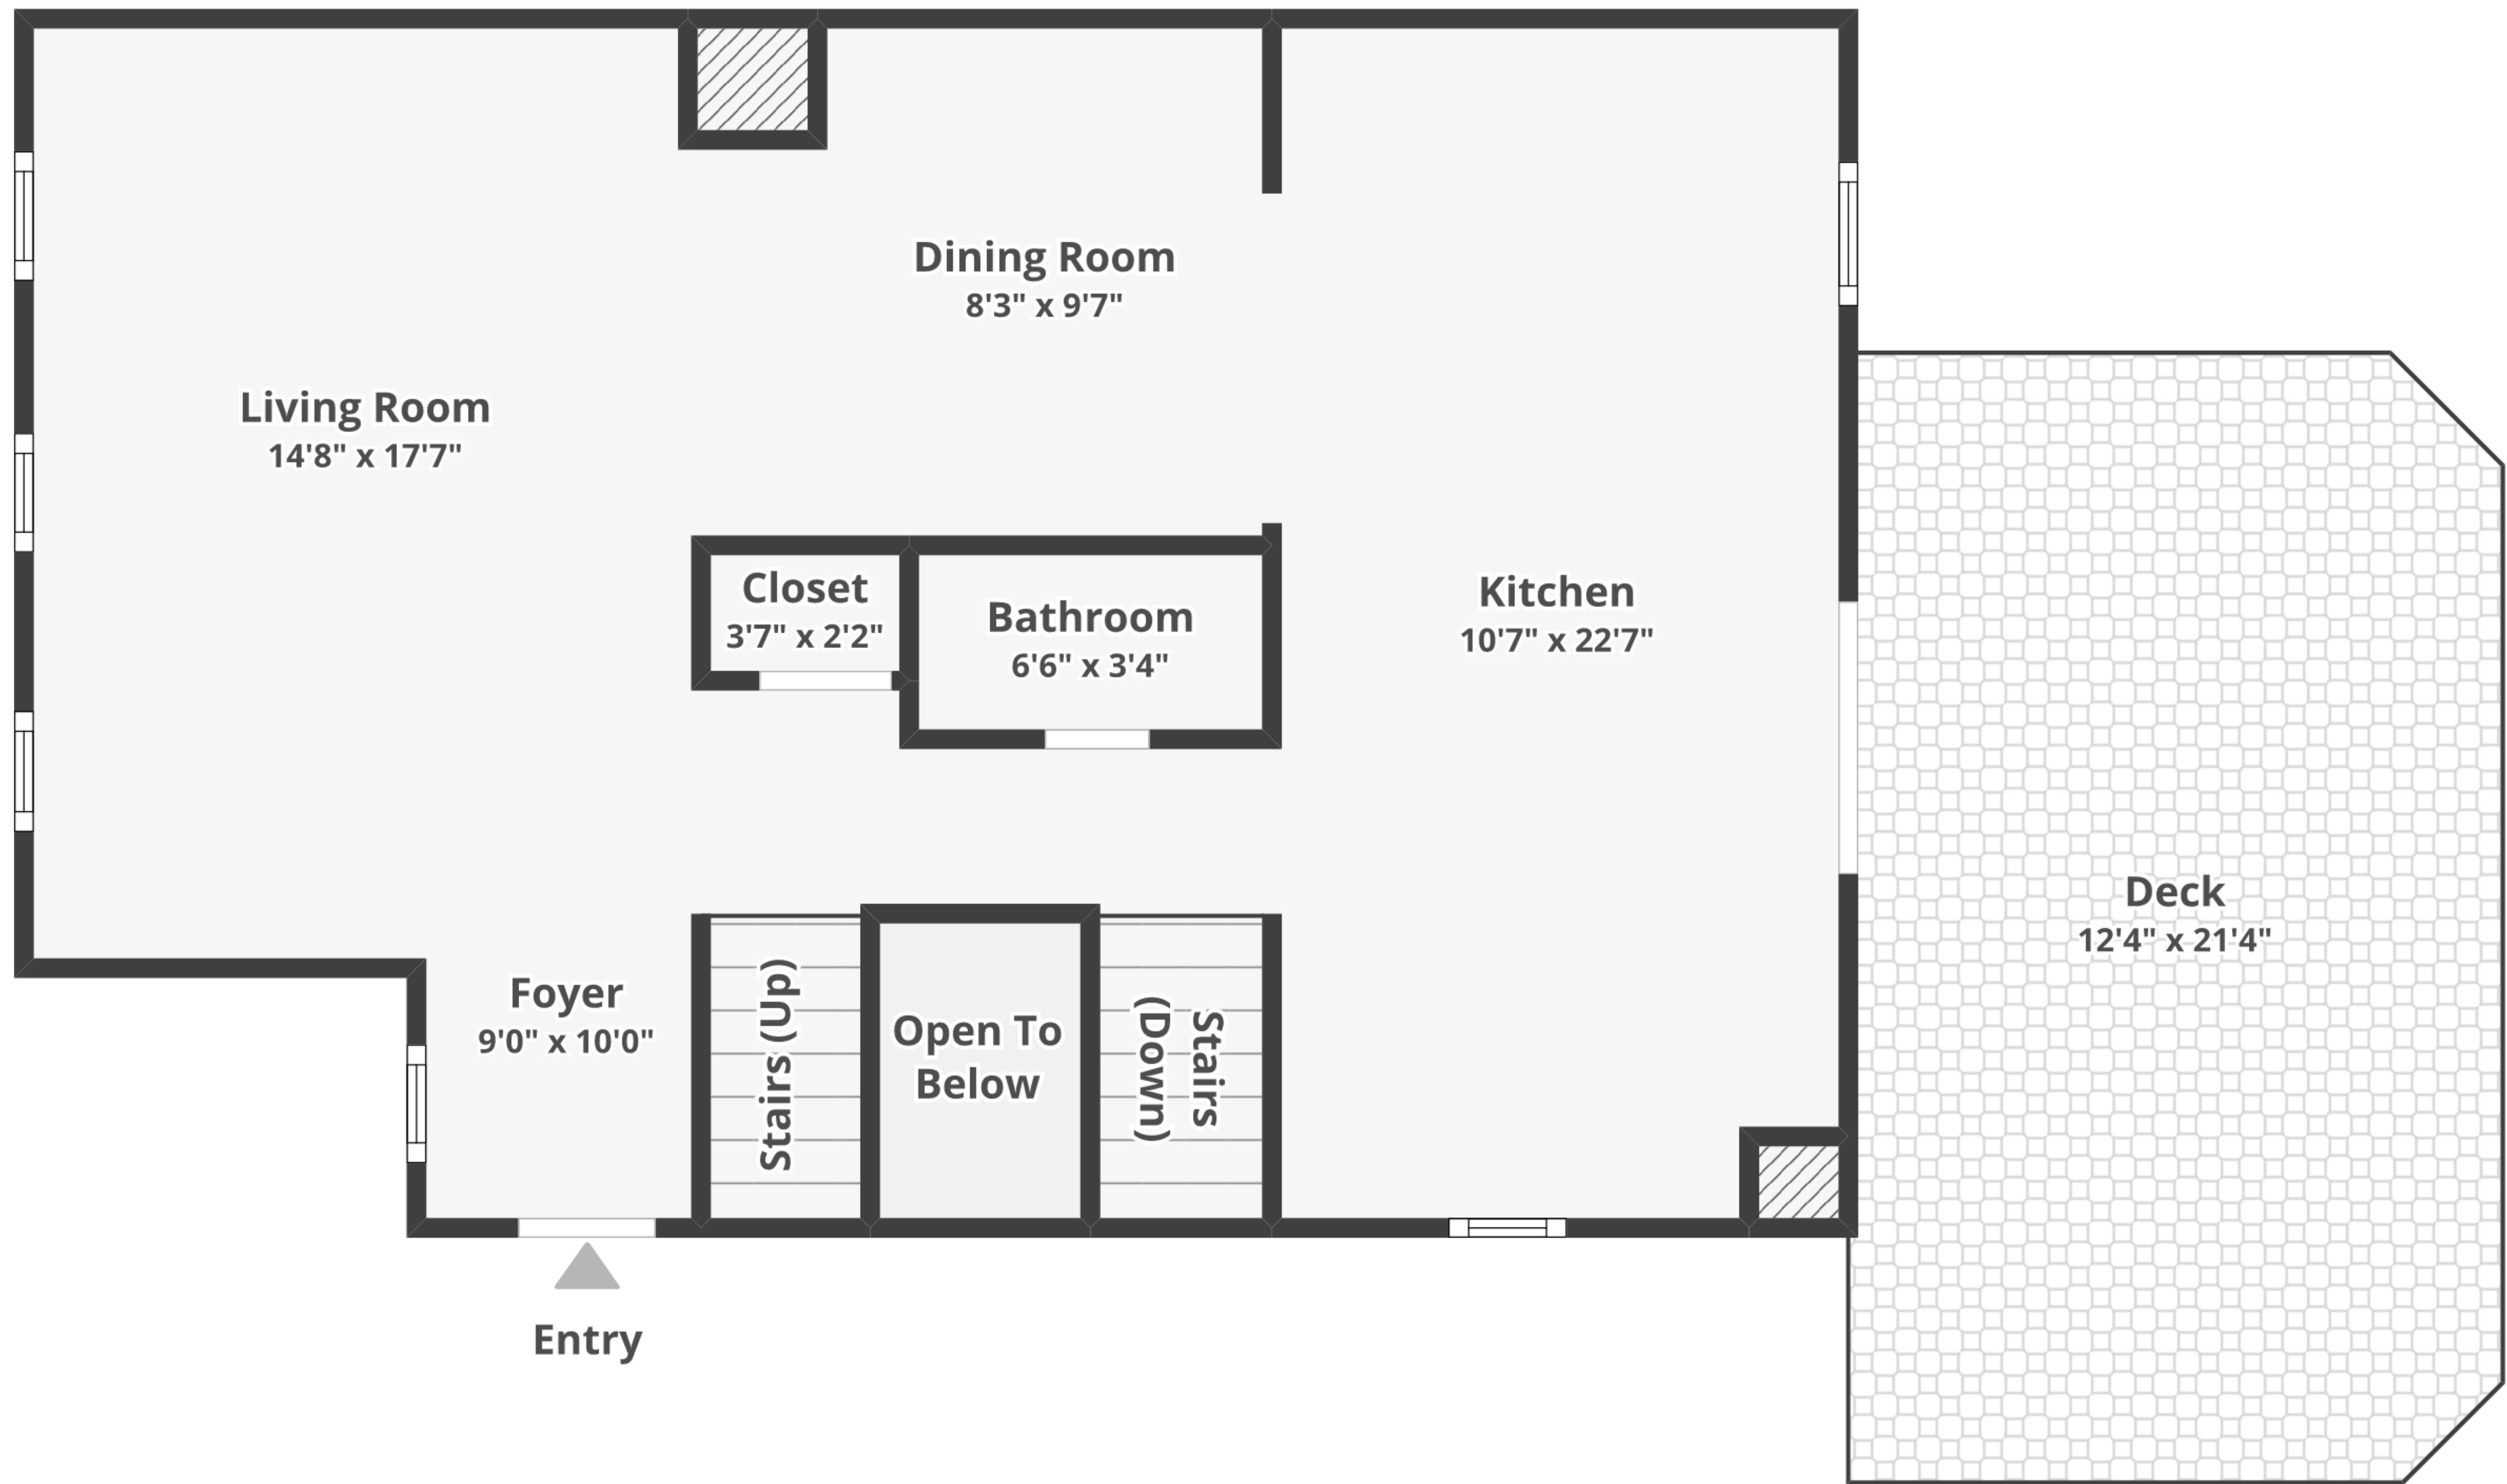 Dining Room
8'3" x 9'7"
Living Room
14'8" x 17'7"
Closet
3'7" x 2'2"
Bathroom
6'6" x 3'4"
Kitchen
10'7" x 22'7"
Deck
12'4" x 21'4"
Foyer
9'0" x 10'0"
Stairs (Up)
Open To
Below
Stairs
(Down)
Entry